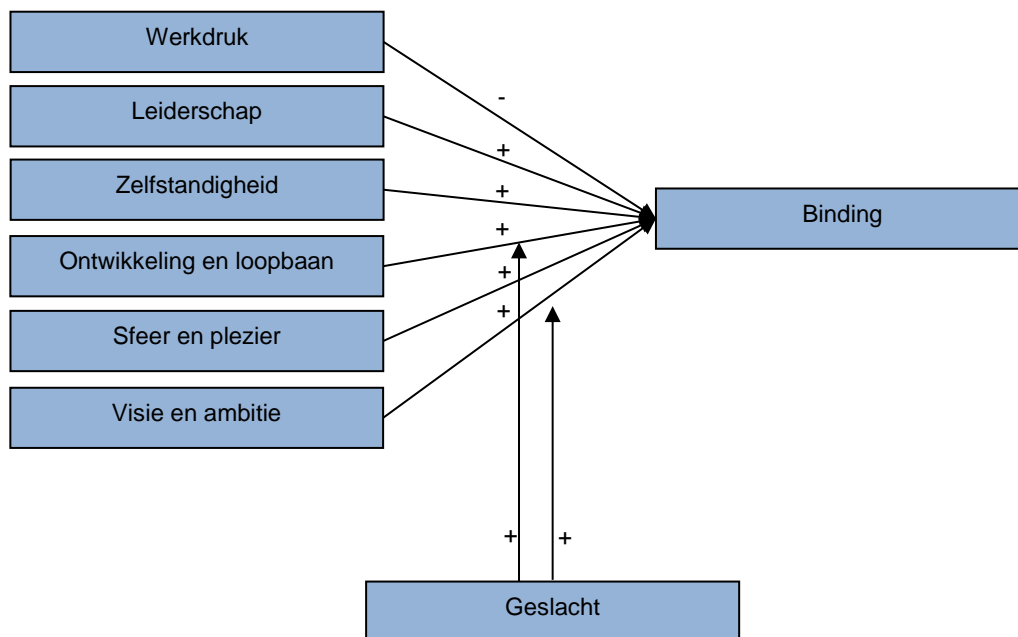 Werkdruk
-
Leiderschap
+
Zelfstandigheid
+
Binding
+
Ontwikkeling en loopbaan
+
Sfeer en plezier
+
Visie en ambitie
+ +
Geslacht